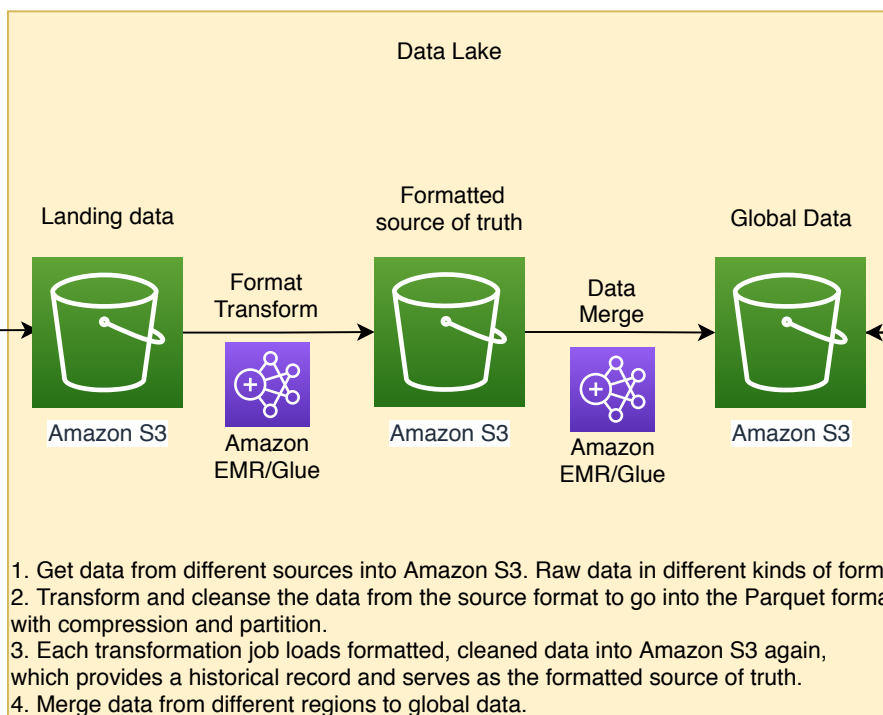 Data Lake
Landing data
Formatted
source of truth
Global Data
Format
Transform
Data
Merge
Amazon S3
Amazon
EMR/Glue
Amazon S3
Amazon
EMR/Glue
Amazon S3
1. Get data from different sources into Amazon S3. Raw data in different kinds of form
2. Transform and cleanse the data from the source format to go into the Parquet forma
with compression and partition.
3. Each transformation job loads formatted, cleaned data into Amazon S3 again,
which provides a historical record and serves as the formatted source of truth.
4. Merge data from different regions to global data.